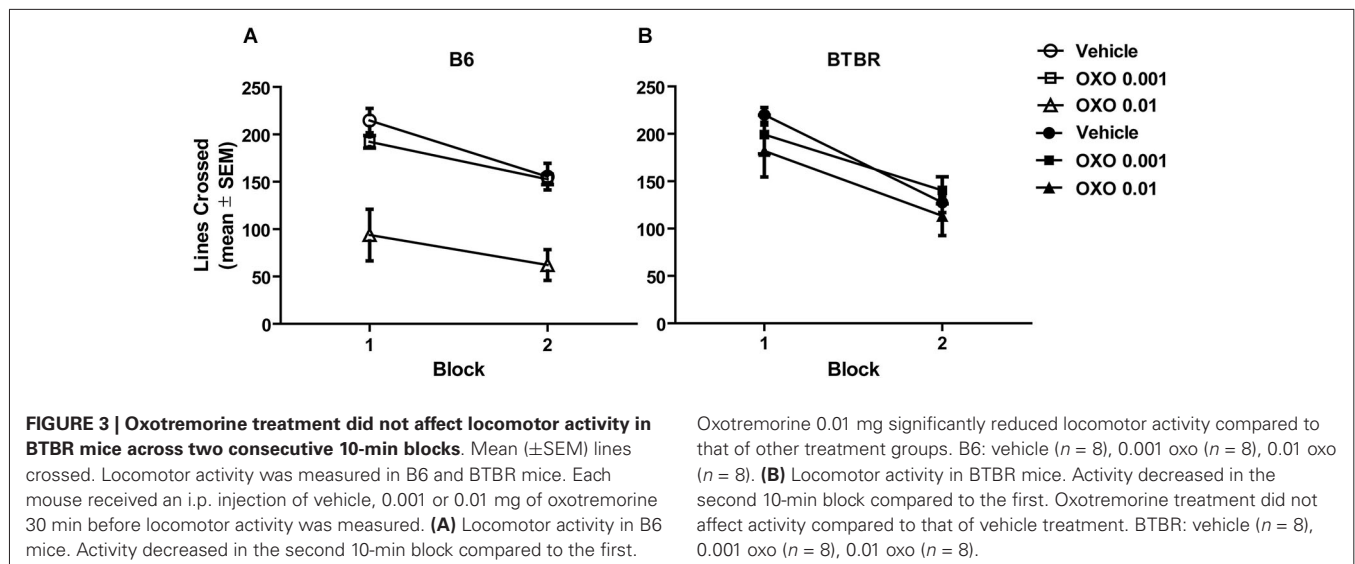 A
B6
Lines Crossed
(mean ± SEM)
250
200
150
100
50
0
1
2
Block
B
BTBR
250
200
150
100
50
0
1
2
Block
Vehicle
OXO 0.001
OXO 0.01
Vehicle
OXO 0.001
OXO 0.01
FIGURE 3 | Oxotremorine treatment did not affect locomotor activity in
BTBR mice across two consecutive 10-min blocks. Mean (±SEM) lines
crossed. Locomotor activity was measured in B6 and BTBR mice. Each
mouse received an i.p. injection of vehicle, 0.001 or 0.01 mg of oxotremorine
30 min before locomotor activity was measured. (A) Locomotor activity in B6
mice. Activity decreased in the second 10-min block compared to the first.
Oxotremorine 0.01 mg significantly reduced locomotor activity compared to
that of other treatment groups. B6: vehicle (n = 8), 0.001 oxo (n = 8), 0.01 oxo
(n = 8). (B) Locomotor activity in BTBR mice. Activity decreased in the
second 10-min block compared to the first. Oxotremorine treatment did not
affect activity compared to that of vehicle treatment. BTBR: vehicle (n = 8),
0.001 oxo (n = 8), 0.01 oxo (n = 8).